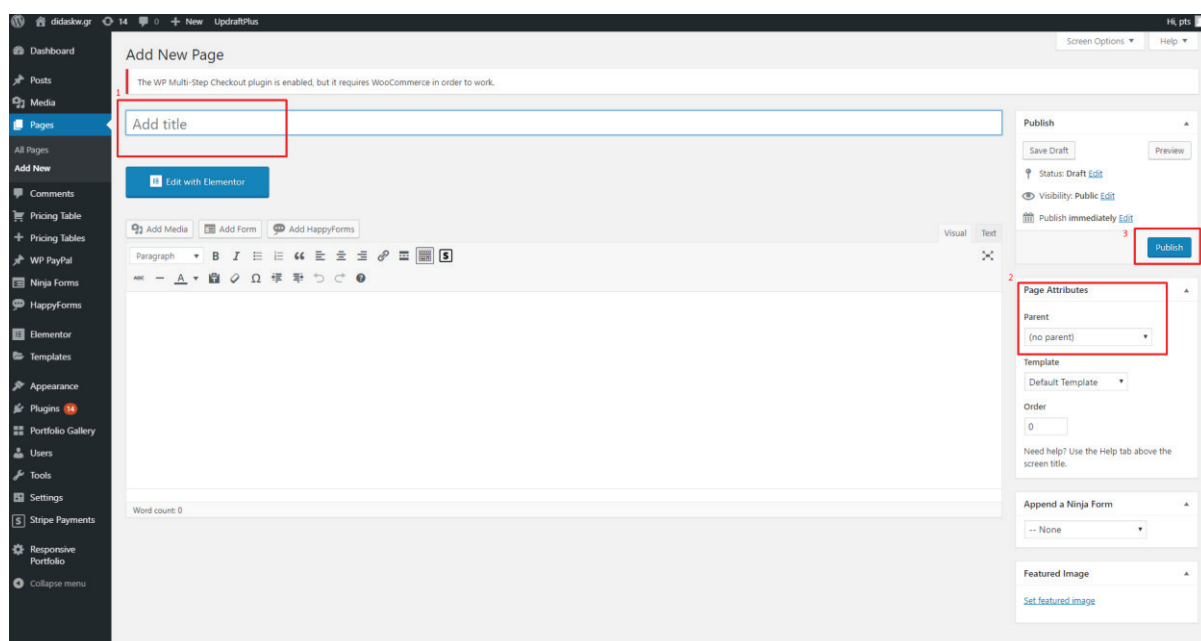 didaskw.gr 14 0 + New UpdraftPlus Hi, pts
Screen Options ▼ Help ▼
Dashboard
Posts
Media
Pages
All Pages
Add New
Comments
Pricing Table
Pricing Tables
WP PayPal
Ninja Forms
HappyForms
Elementor
Templates
Appearance
Plugins 14
Portfolio Gallery
Users
Tools
Settings
S Stripe Payments
Responsive
Portfolio
Collapse menu
Add New Page
The WP Multi-Step Checkout plugin is enabled, but it requires WooCommerce in order to work.
1
Add title
Edit with Elementor
Add Media Add Form Add HappyForms Visual Text
Paragraph B I S
ABC A Ω
Word count: 0
Publish
Save Draft Preview
Status: Draft Edit
Visibility: Public Edit
Publish immediately Edit
3
Publish
2
Page Attributes
Parent
(no parent)
Template
Default Template
Order
0
Need help? Use the Help tab above the
screen title.
Append a Ninja Form
-- None
Featured Image
Set featured image